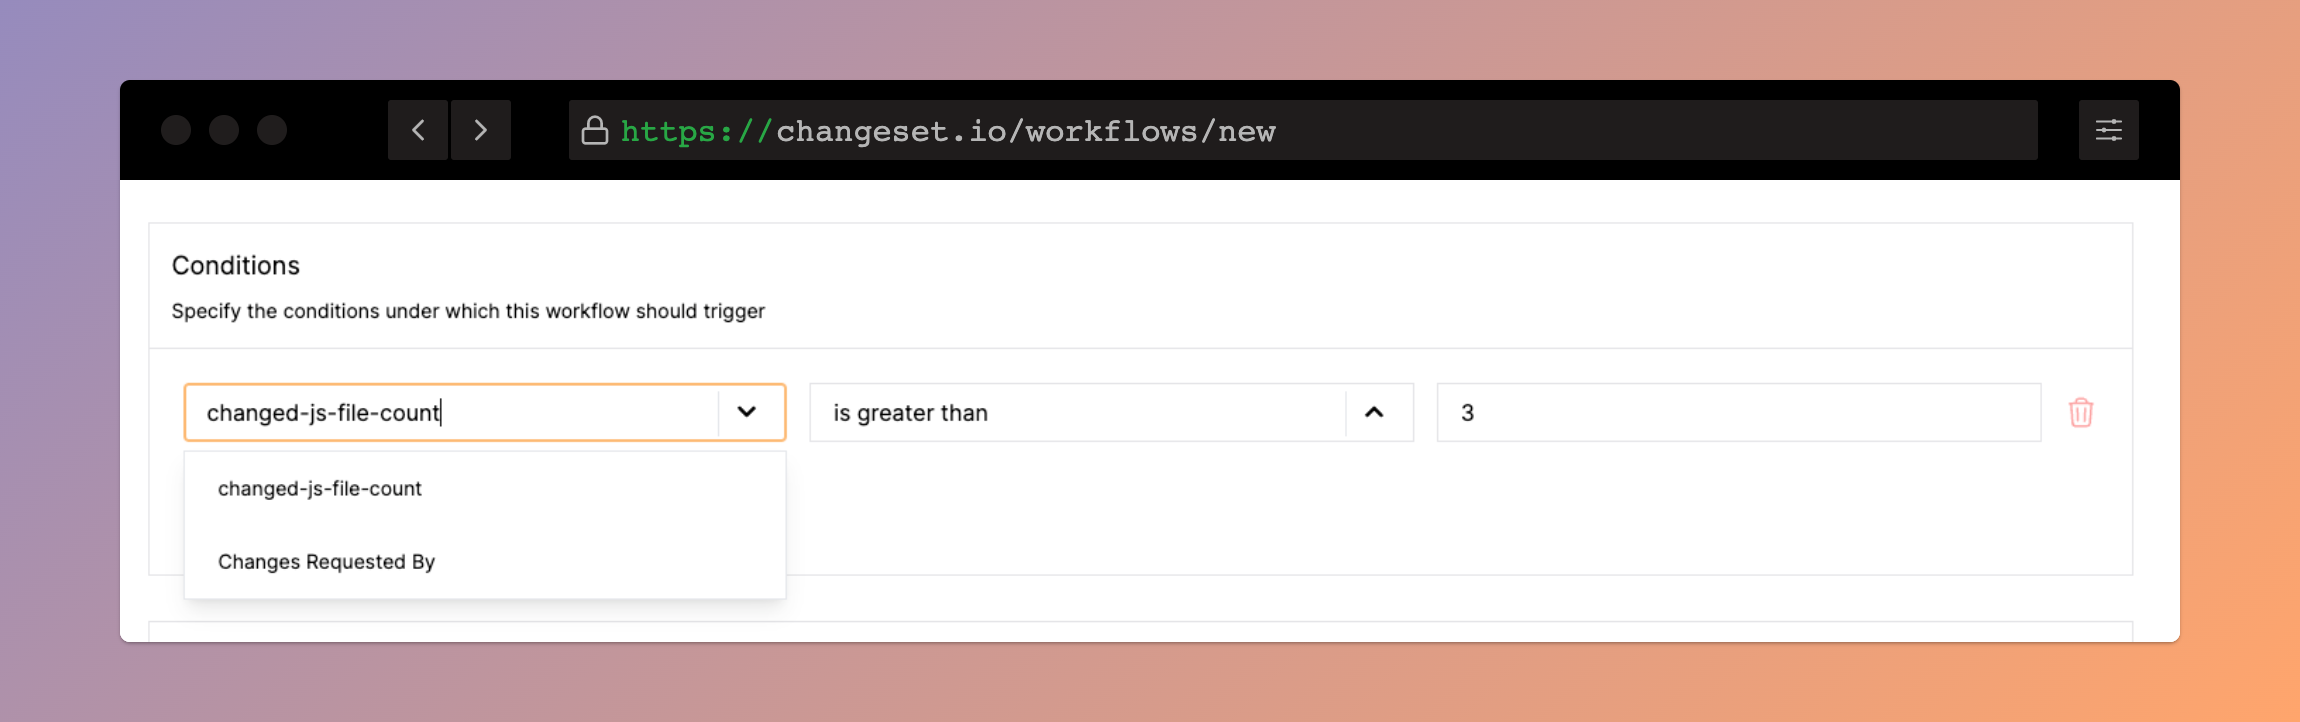 https://changeset.io/workflows/new
Conditions
Specify the conditions under which this workflow should trigger
changed-js-file-count
is greater than
3
changed-js-file-count
Changes Requested By